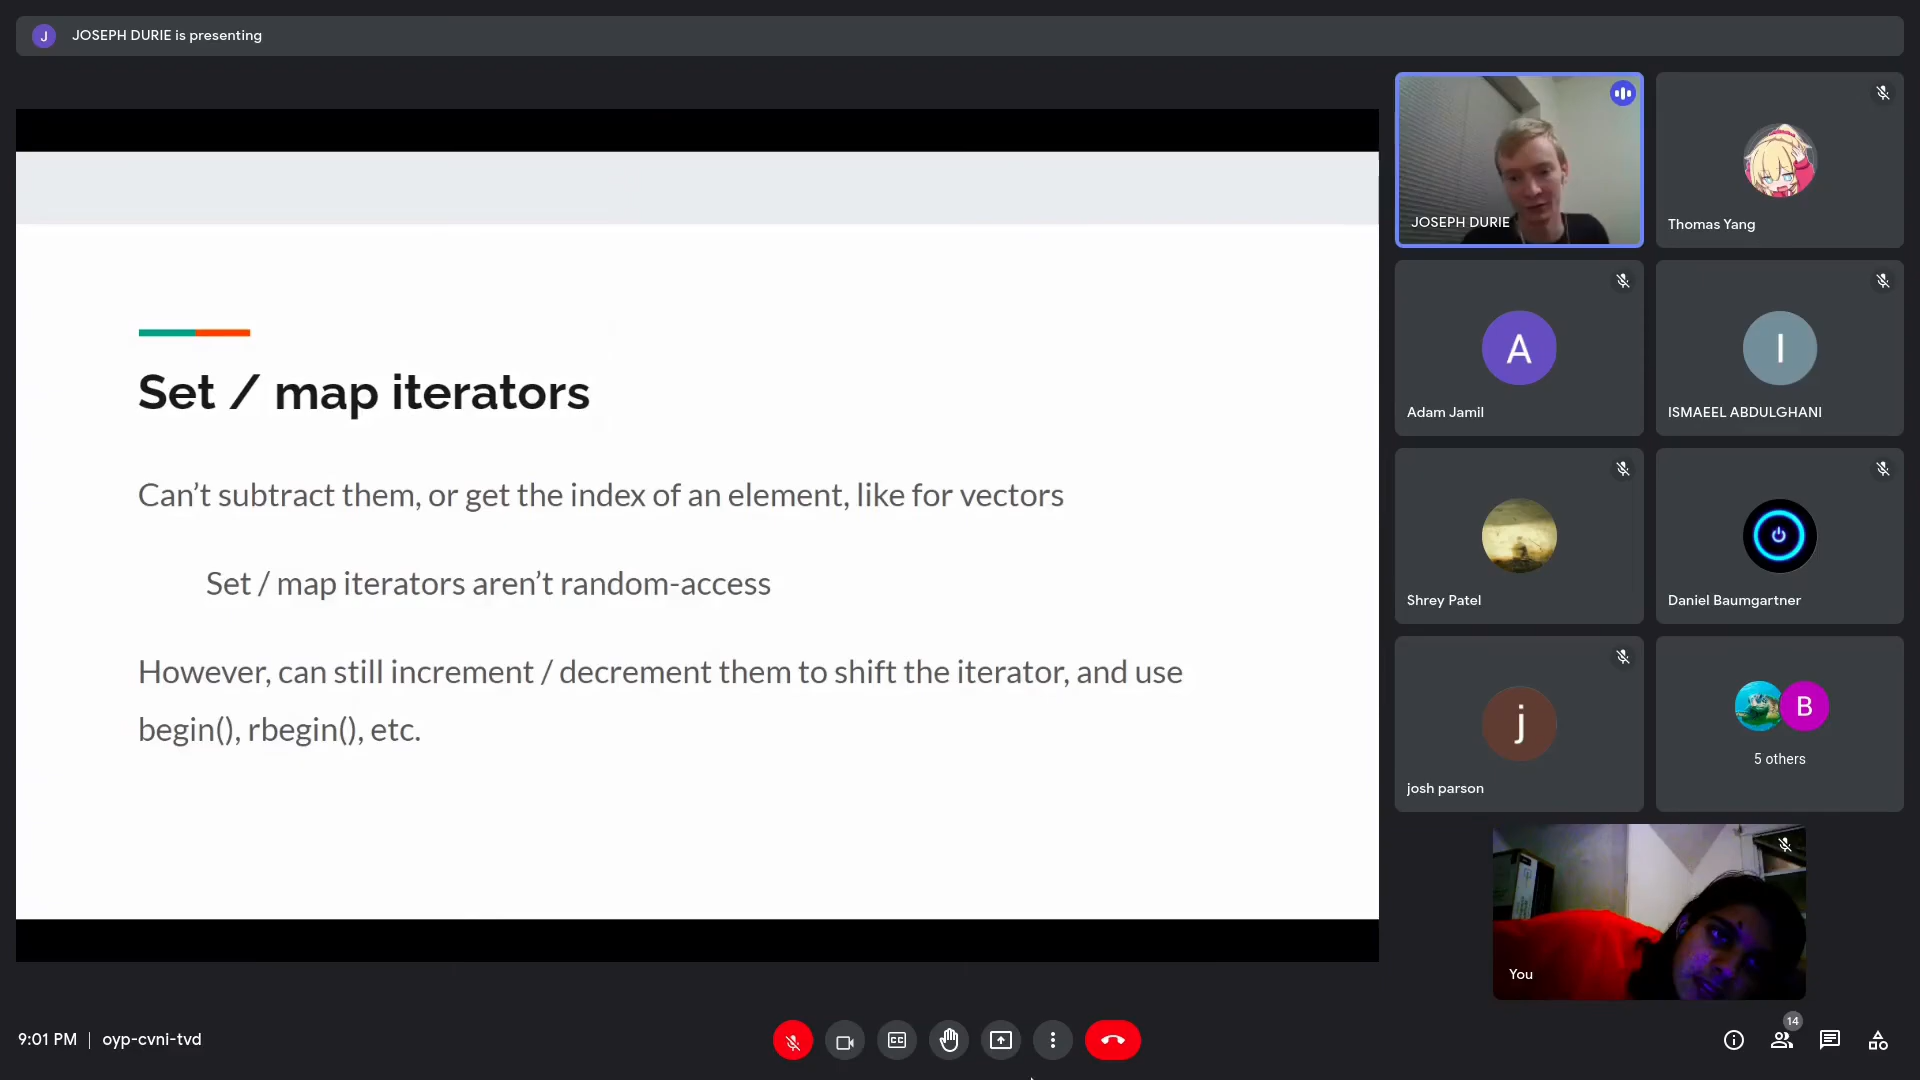 J
JOSEPH DURIE is presenting
Set / map iterators
Can’t subtract them, or get the index of an element, like for vectors
Set / map iterators aren’t random-access
However, can still increment / decrement them to shift the iterator, and use
begin(), rbegin(), etc.
JOSEPH DURIE
Thomas Yang
A
Adam Jamil
I
ISMAEEL ABDULGHANI
Shrey Patel
Daniel Baumgartner
j
josh parson
B
5 others
You
9:01 PM | oyp-cvni-tvd
CC
14